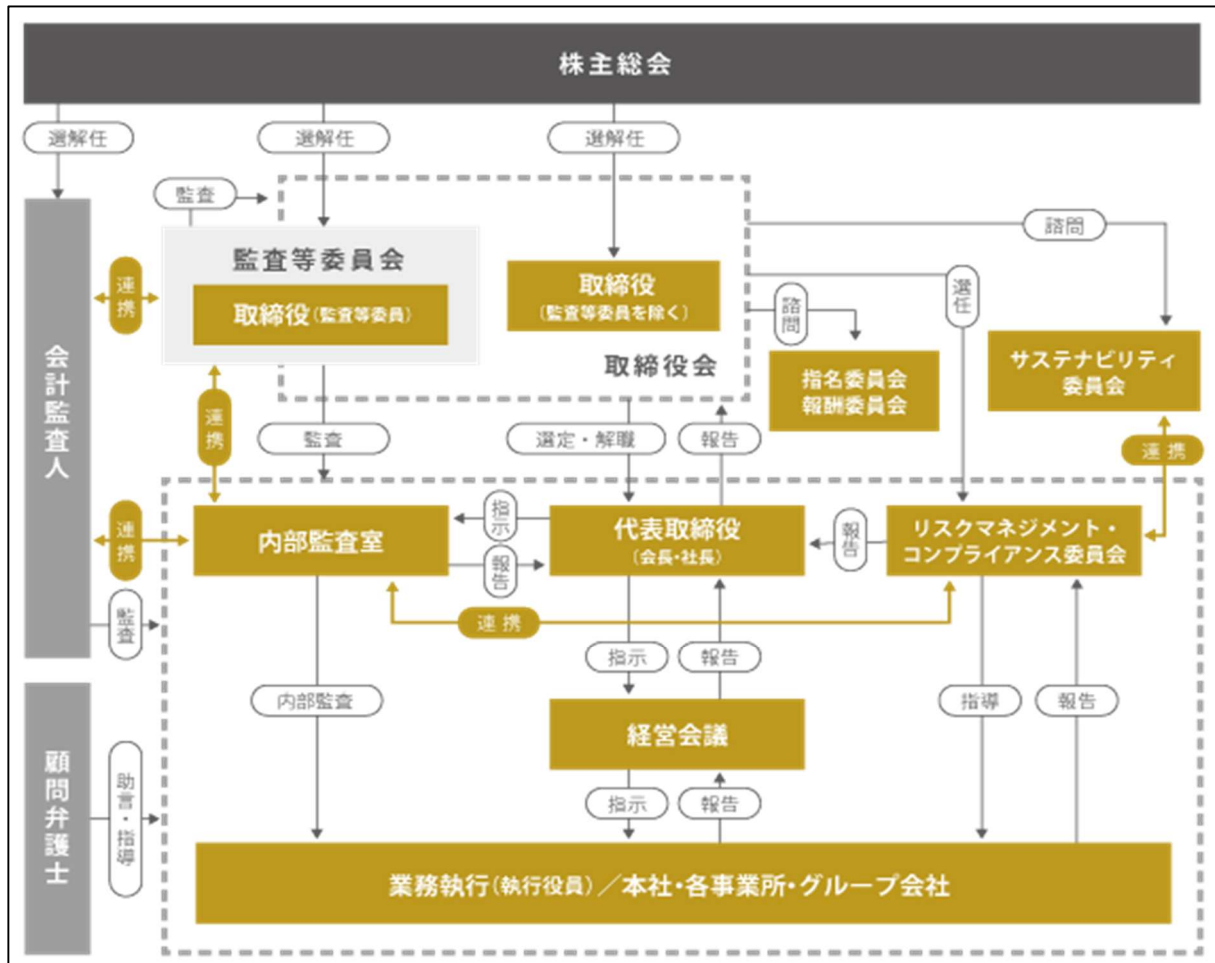 株主総会
選解任
選解任
選解任
監査
諮問
監査等委員会
連携
取締役(監査等委員)
取締役
(監査等委員を除く)
選任
諮問
取締役会
指名委員会
報酬委員会
サステナビリティ
委員会
会計監査人
連携
監査
選定・解職
報告
連携
連携
内部監査室
指示
報告
代表取締役
(会長・社長)
報告
リスクマネジメント・
コンプライアンス委員会
監査
連携
指示
報告
内部監査
指導
報告
経営会議
顧問弁護士
助言・指導
指示
報告
業務執行(執行役員)/本社・各事業所・グループ会社